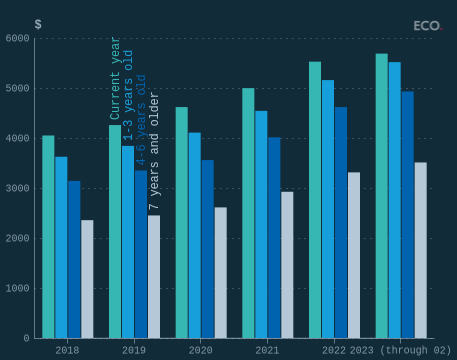 $
ECO.
6000
5000
4000
3000
2000
1000
0
Current year
1-3 years old
4-6 years old
7 years and older
2018
2019
2020
2021
2022
2023 (through 02)